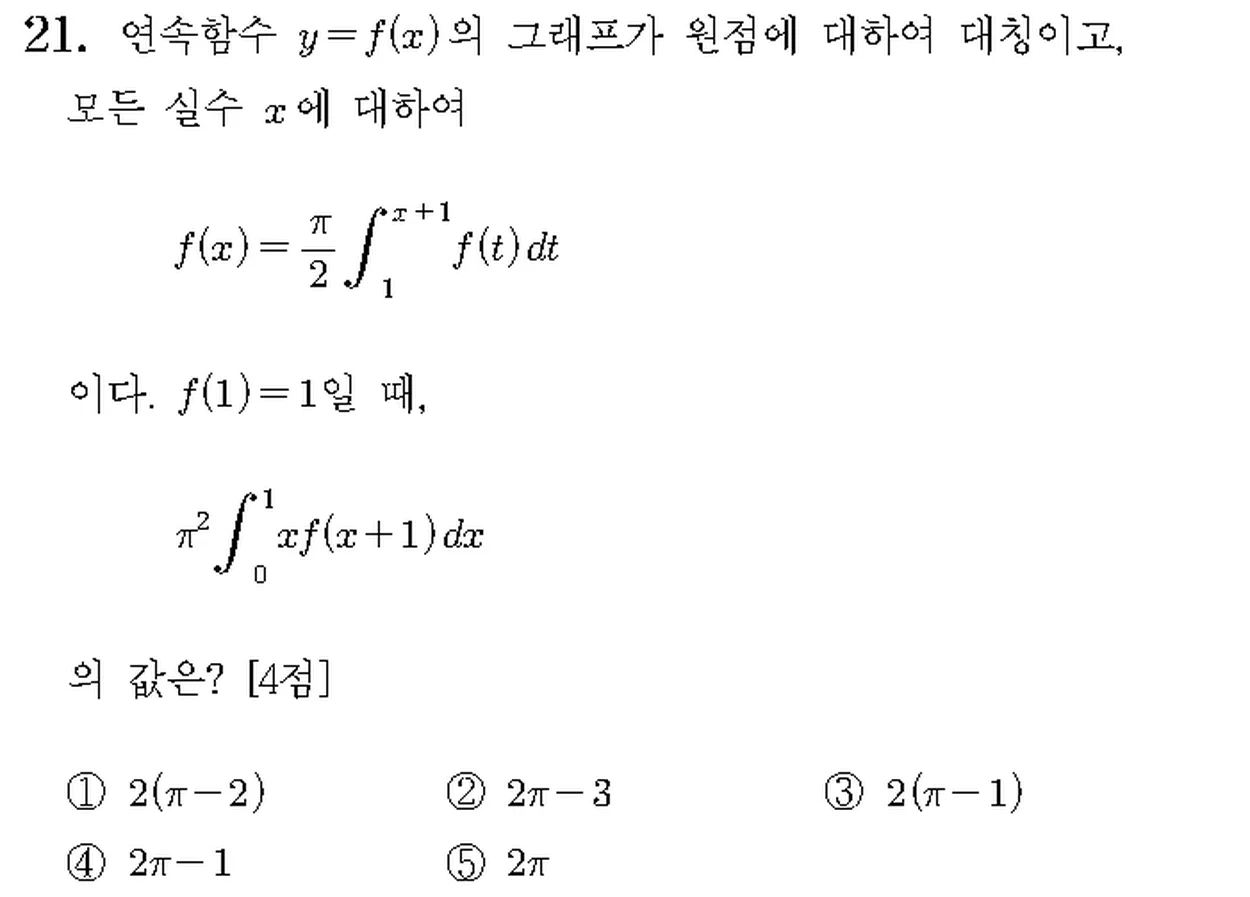 21. 연속함수 y=f(x)의 그래프가 원점에 대하여 대칭이고,
모든 실수 x에 대하여
f(x)=\frac{π}{2}∫_{1}^{x+1} f(t)dt
이다. f(1)=1일 때,
π²∫_{0}^{1} xf(x+1)dx
의 값은? [4점]
① 2(π-2) ② 2π-3 ③ 2(π-1)
④ 2π-1 ⑤ 2π